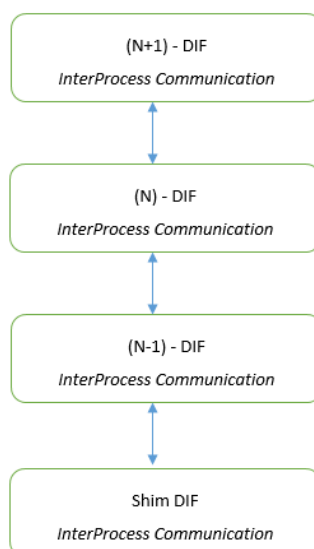 (N+1) - DIF
InterProcess Communication
(N) - DIF
InterProcess Communication
(N-1) - DIF
InterProcess Communication
Shim DIF
InterProcess Communication